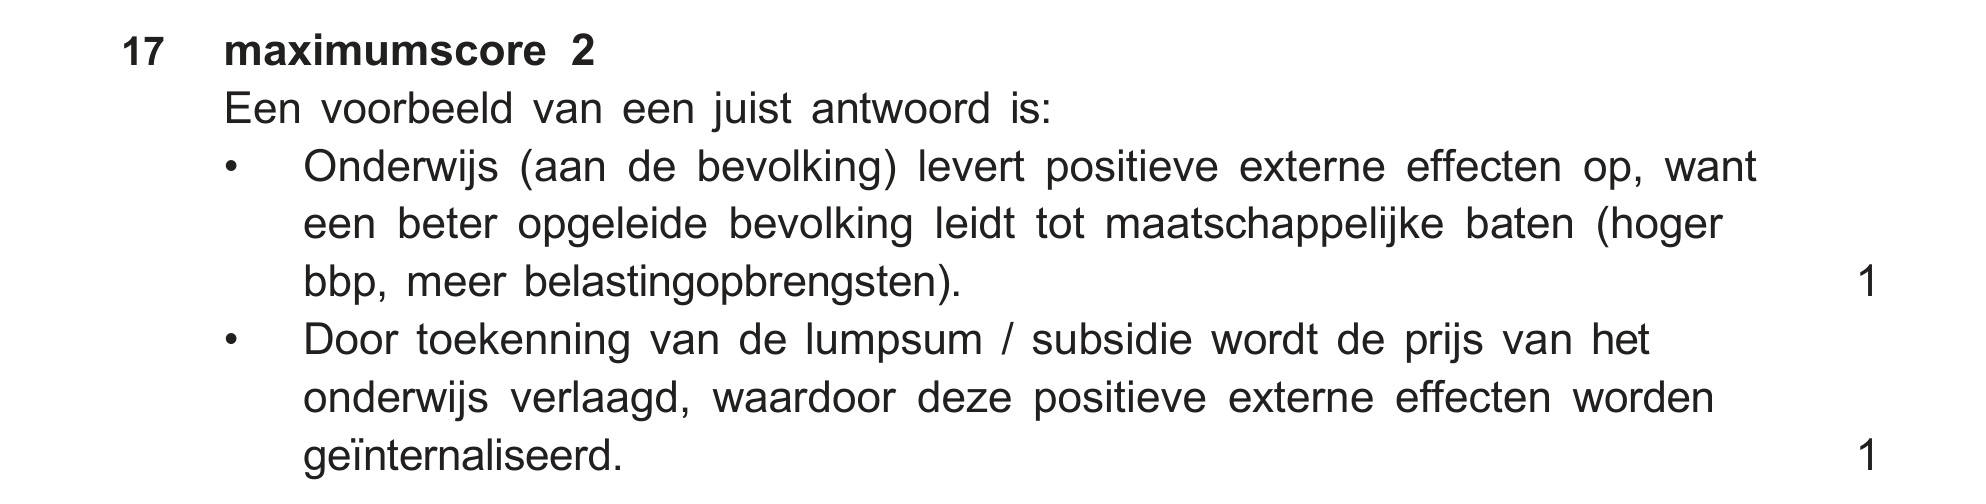 17 maximumscore 2
Een voorbeeld van een juist antwoord is:
• Onderwijs (aan de bevolking) levert positieve externe effecten op, want
een beter opgeleide bevolking leidt tot maatschappelijke baten (hoger
bbp, meer belastingopbrengsten). 1
• Door toekenning van de lumpsum / subsidie wordt de prijs van het
onderwijs verlaagd, waardoor deze positieve externe effecten worden
geïnternaliseerd. 1